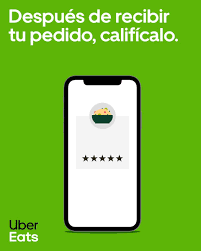 Después de recibir
tu pedido, califícalo.
Uber
Eats